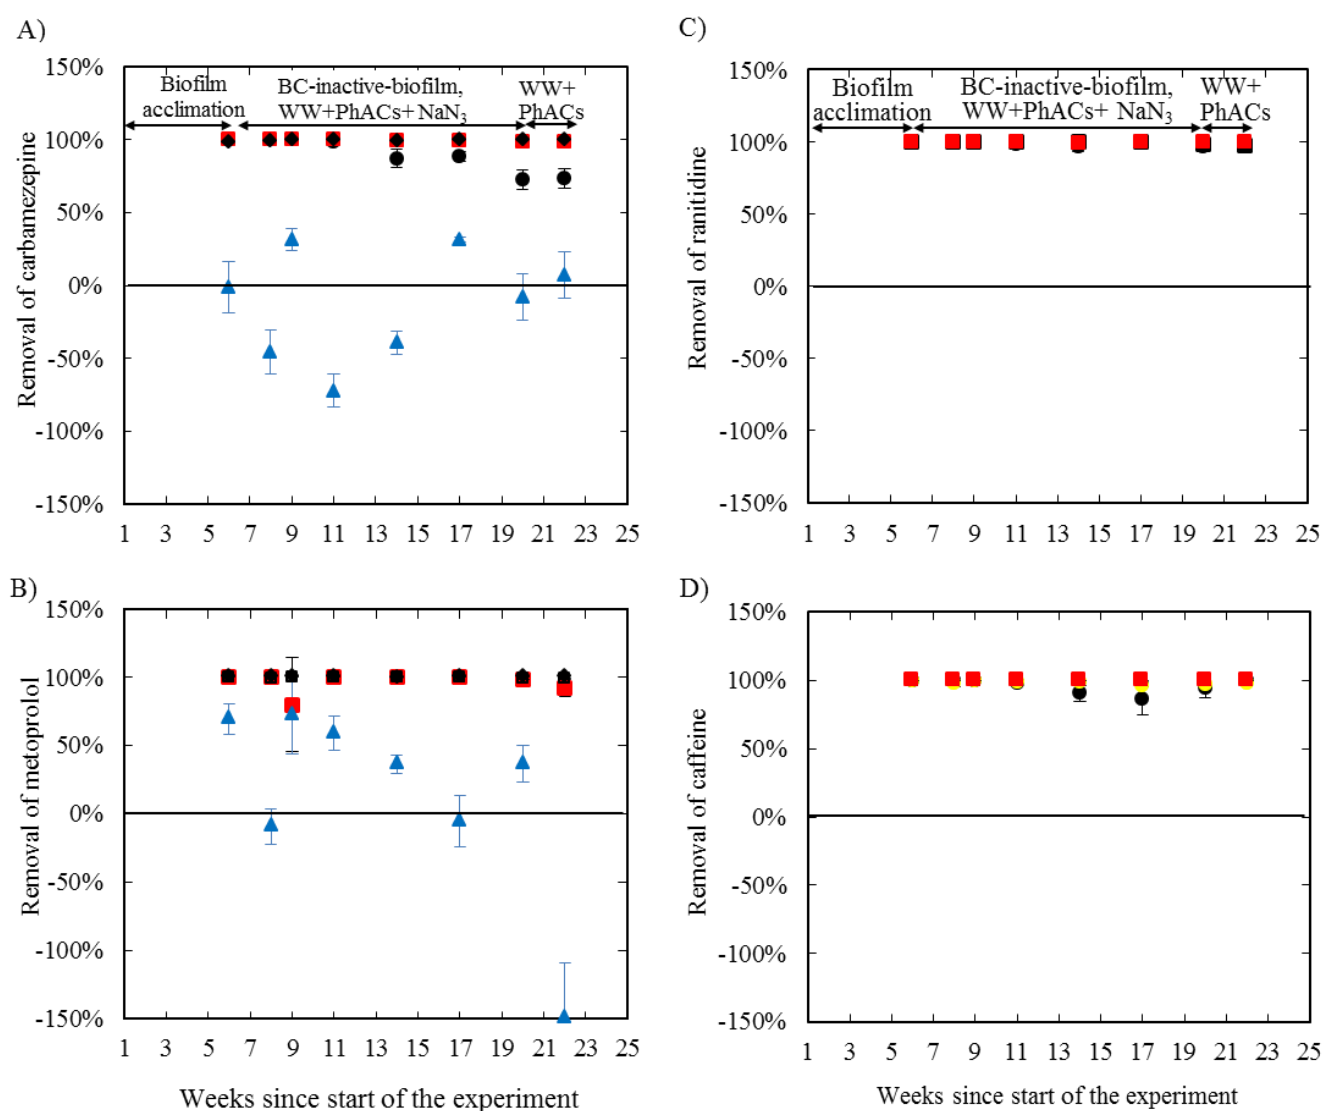 A)
150%
100%
50%
0%
-50%
-100%
-150%
Removal of carbamezepine
Biofilm
acclimation
BC-inactive-biofilm,
WW+PhACs+ NaN3
WW+
PhACs
1 3 5 7 9 11 13 15 17 19 21 23 25
B)
150%
100%
50%
0%
-50%
-100%
-150%
Removal of metoprolol
1 3 5 7 9 11 13 15 17 19 21 23 25
Weeks since start of the experiment
C)
150%
100%
50%
0%
-50%
-100%
-150%
Removal of ranitidine
Biofilm
acclimation
BC-inactive-biofilm,
WW+PhACs+ NaN3
WW+
PhACs
1 3 5 7 9 11 13 15 17 19 21 23 25
D)
150%
100%
50%
0%
-50%
-100%
-150%
Removal of caffeine
1 3 5 7 9 11 13 15 17 19 21 23 25
Weeks since start of the experiment